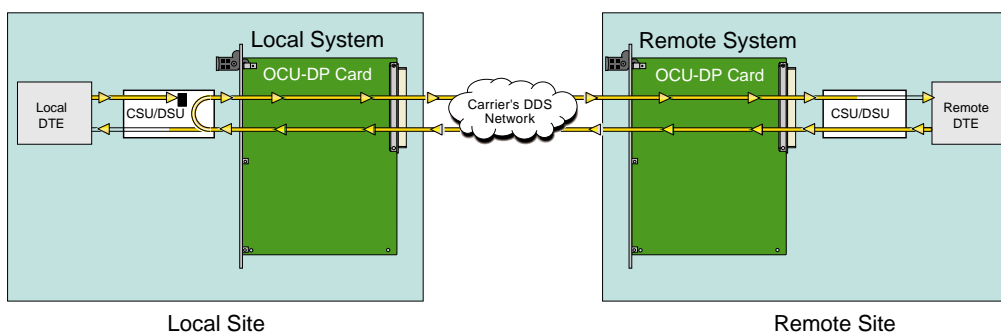 Local System
Remote System
OCU-DP Card
OCU-DP Card
Local
DTE
CSU/DSU
Carrier's DDS
Network
CSU/DSU
Remote
DTE
Local Site
Remote Site